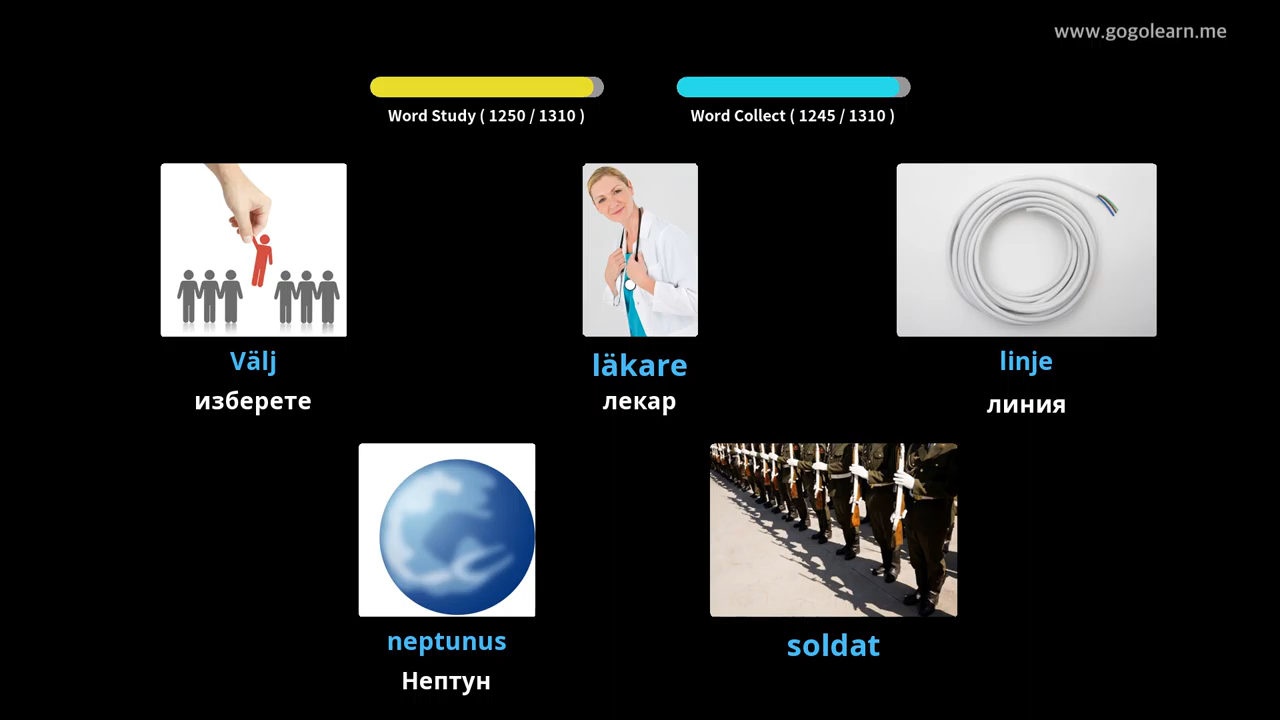 www.gogolearn.me
Word Study ( 1250 / 1310 )
Word Collect ( 1245 / 1310 )
Välj
изберете
läkare
лекар
linje
линия
neptunus
Нептун
soldat